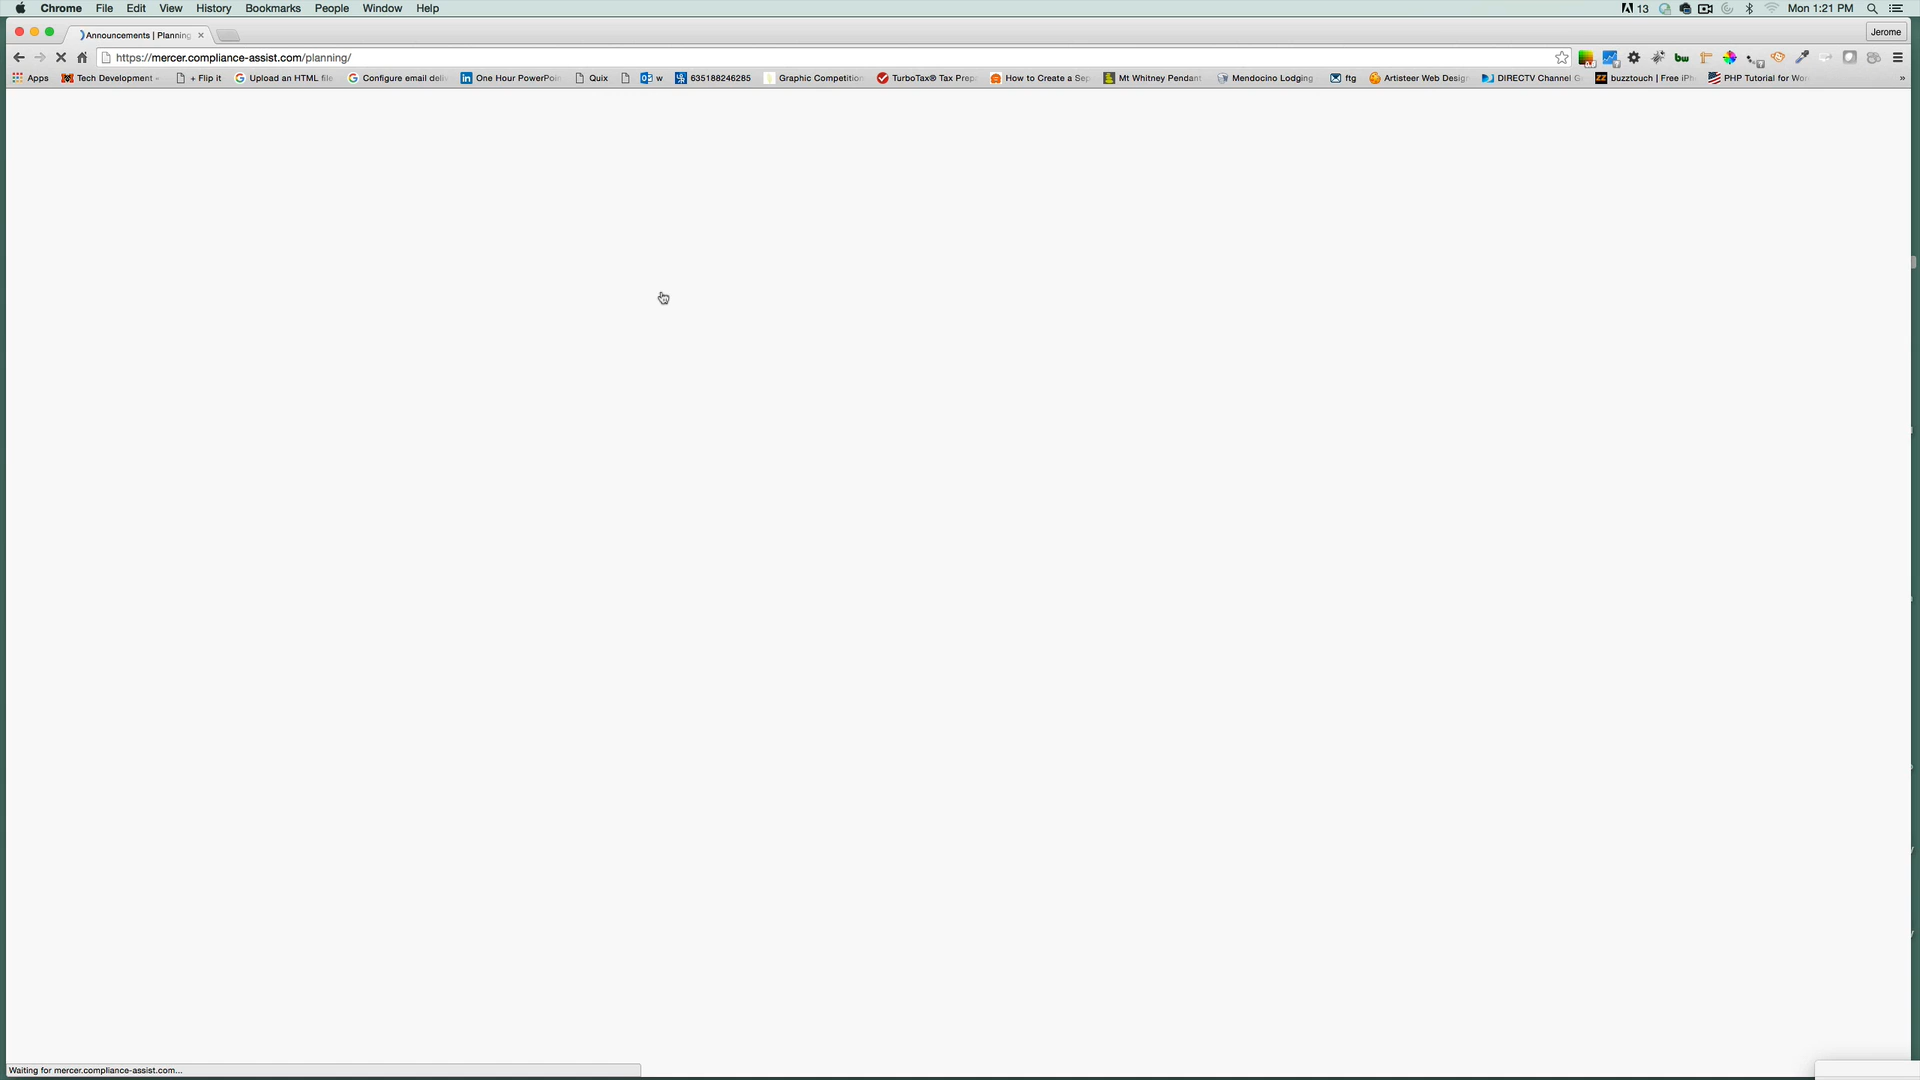 Chrome File Edit View History Bookmarks People Window Help 13 Mon 1:21 PM
Announcements | Planning Jerome
https://mercer.compliance-assist.com/planning/
Apps Tech Development + Flip it Upload an HTML file Configure email deli One Hour PowerPoin Quix w 635188246285 Graphic Competition TurboTax® Tax Prep How to Create a Sep Mt Whitney Pendant Mendocino Lodging ftg Artisteer Web Desig DIRECTV Channel G buzztouch | Free iPh PHP Tutorial for Wor »
Waiting for mercer.compliance-assist.com...